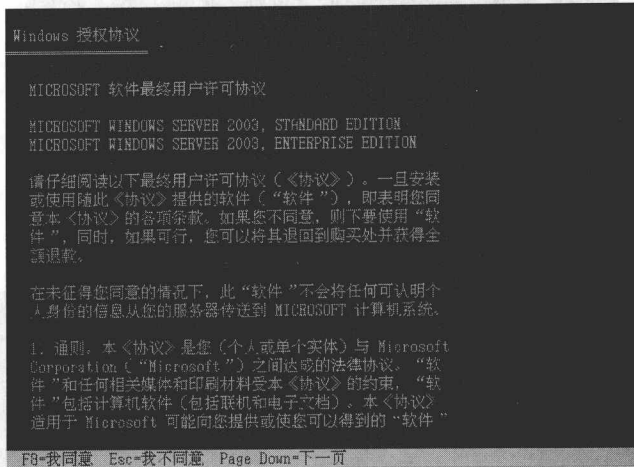 Windows 授权协议
MICROSOFT 软件最终用户许可协议
MICROSOFT WINDOWS SERVER 2003, STANDARD EDITION
MICROSOFT WINDOWS SERVER 2003, ENTERPRISE EDITION
请仔细阅读以下最终用户许可协议（《协议》）。一旦安装
或使用随此《协议》提供的软件（“软件”），即表明您同
意本《协议》的各项条款。如果您不同意，则不要使用“软
件”，同时，如果可行，您可以将其退回到购买处并获得全
额退款。
在未征得您同意的情况下，此“软件”不会将任何可认明个
人身份的信息从您的服务器传送到 MICROSOFT 计算机系统。
1. 通则。本《协议》是您（个人或单个实体）与 Microsoft
Corporation（“Microsoft”）之间达成的法律协议。“软
件”和任何相关媒体和印刷材料受本《协议》的约束，“软
件”包括计算机软件（包括联机和电子文档）。本《协议》
适用于 Microsoft 可能向您提供或使您可以得到的“软件”
F8=我同意 Esc=我不同意 Page Down=下一页